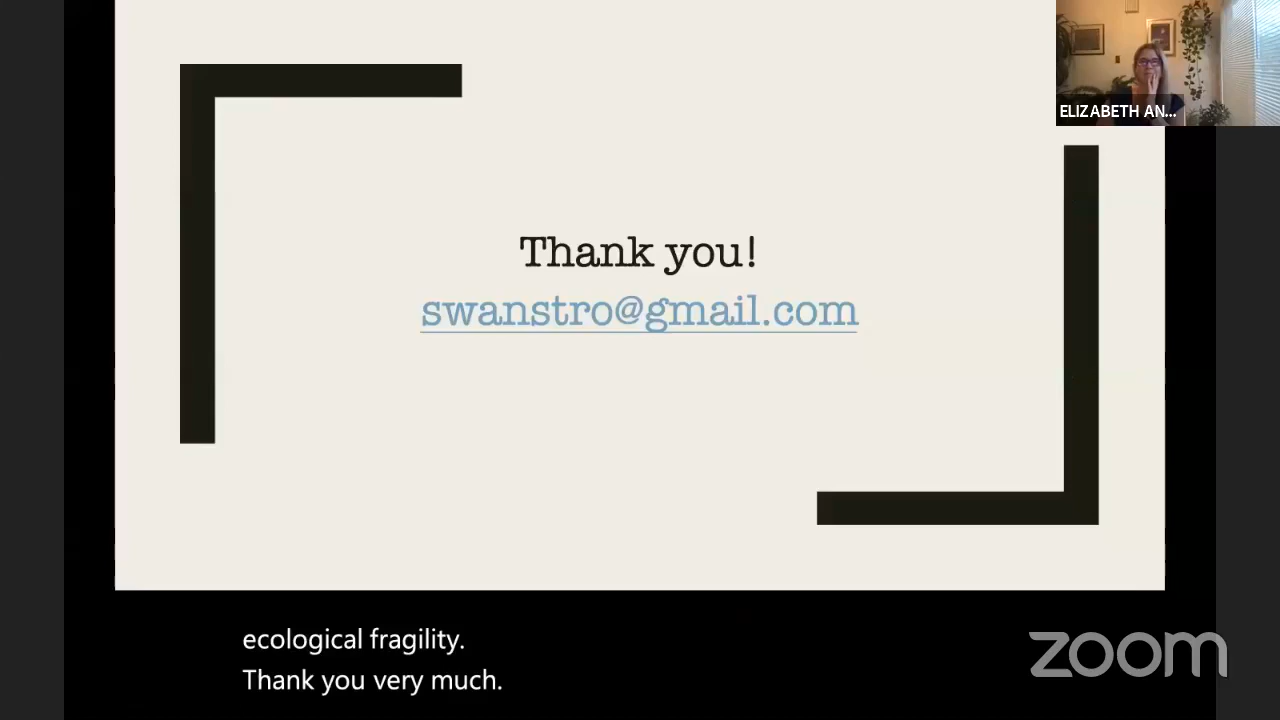 ELIZABETH AN...
Thank you!
swanstro@gmail.com
ecological fragility.
Thank you very much.
zoom